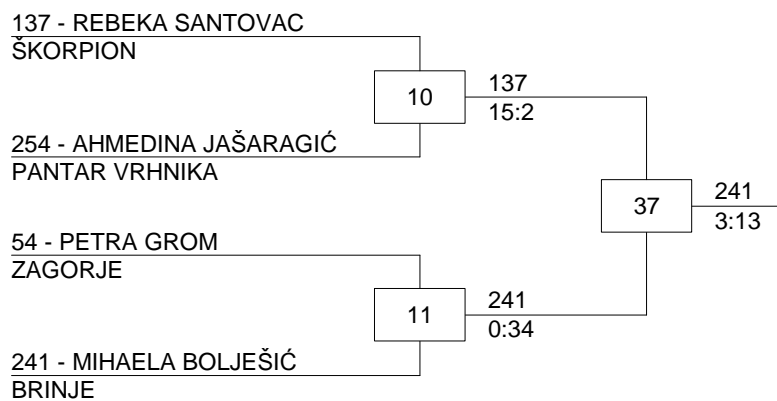 137 - REBEKA SANTOVAC
ŠKORPION
10
137
15:2
254 - AHMEDINA JAŠARAGIĆ
PANTAR VRHNIKA
37
241
3:13
54 - PETRA GROM
ZAGORJE
11
241
0:34
241 - MIHAELA BOLJEŠIĆ
BRINJE